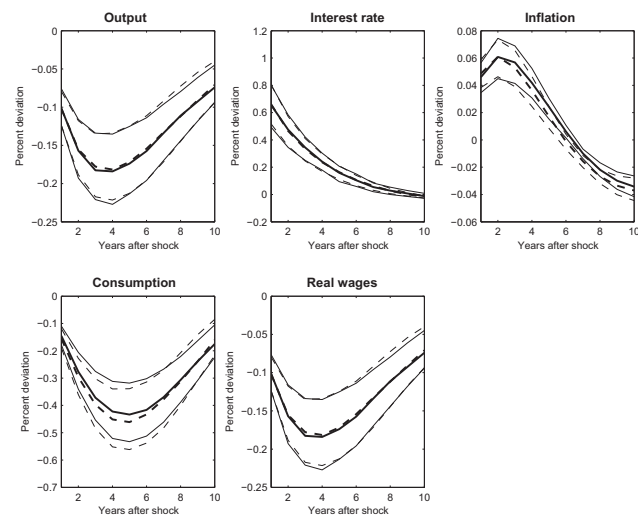 Output
Interest rate
Inflation
0
−0.05
−0.1
−0.15
−0.2
−0.25
Percent deviation
2 4 6 8 10
Years after shock
1.2
1
0.8
0.6
0.4
0.2
0
−0.2
Percent deviation
2 4 6 8 10
Years after shock
0.08
0.06
0.04
0.02
0
−0.02
−0.04
−0.06
Percent deviation
2 4 6 8 10
Years after shock
Consumption
Real wages
0
−0.1
−0.2
−0.3
−0.4
−0.5
−0.6
−0.7
Percent deviation
2 4 6 8 10
Years after shock
0
−0.05
−0.1
−0.15
−0.2
−0.25
Percent deviation
2 4 6 8 10
Years after shock